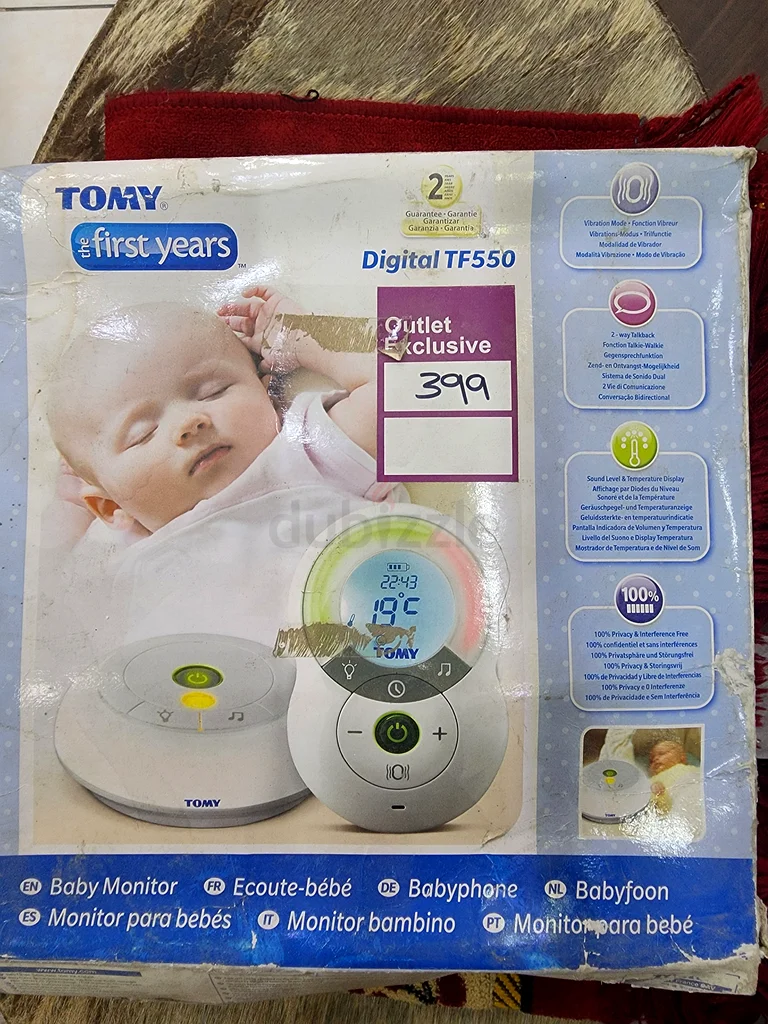 TOMY®
the first years™
2
Guarantee • Garantie
Garantizar
Garanzia • Garantia
Digital TF550
Outlet
Exclusive
399
Vibration Mode • Fonction Vibreur
Vibrations-Modus • Trilfunctie
Modalidad de Vibrador
Modalità Vibrazione • Modo de Vibração
2 - way Talkback
Fonction Talkie-Walkie
Gegensprechfunktion
Zend- en Ontvangst-Mogelijkheid
Sistema de Sonido Dual
2 Vie di Comunicazione
Conversação Bidirectional
Sound Level & Temperature Display
Affichage par Diodes du Niveau
Sonore et de la Température
Geräuschpegel- und Temperaturanzeige
Geluidssterkte- en temperatuurindicatie
Pantalla Indicadora de Volumen y Temperatura
Livello del Suono e Display Temperatura
Mostrador de Temperatura e de Nivel de Som
100%
100% Privacy & Interference Free
100% confidentiel et sans interférences
100% Privatsphäre und Störungsfrei
100% Privacy & Storingsvrij
100% de Privacidad y Libre de Interferencias
100% Privacy e 0 Interferenze
100% de Privacidade e Sem Interferência
dubizzle
22:43
19°C
TOMY
TOMY
EN Baby Monitor FR Ecoute-bébé DE Babyphone NL Babyfoon
ES Monitor para bebés IT Monitor bambino PT Monitor para bebé